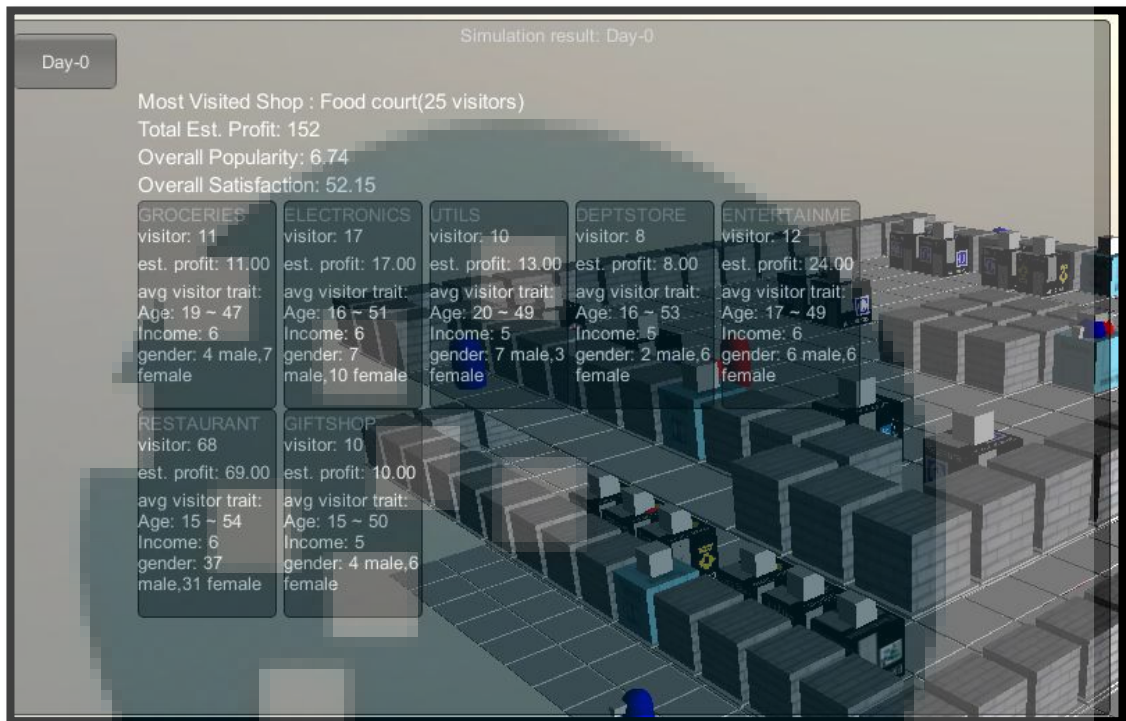 Simulation result: Day-0
Day-0
Most Visited Shop : Food court(25 visitors)
Total Est. Profit: 152
Overall Popularity: 6.74
Overall Satisfaction: 52.15
GROCERIES
visitor: 11
est. profit: 11.00
avg visitor trait:
Age: 19 ~ 47
Income: 6
gender: 4 male,7
female
ELECTRONICS
visitor: 17
est. profit: 17.00
avg visitor trait:
Age: 16 ~ 51
Income: 6
gender: 7
male,10 female
UTILS
visitor: 10
est. profit: 13.00
avg visitor trait:
Age: 20 ~ 49
Income: 5
gender: 7 male,3
female
DEPTSTORE
visitor: 8
est. profit: 8.00
avg visitor trait:
Age: 16 ~ 53
Income: 5
gender: 2 male,6
female
ENTERTAINME
visitor: 12
est. profit: 24.00
avg visitor trait:
Age: 17 ~ 49
Income: 6
gender: 6 male,6
female
RESTAURANT
visitor: 68
est. profit: 69.00
avg visitor trait:
Age: 15 ~ 54
Income: 6
gender: 37
male,31 female
GIFTSHOP
visitor: 10
est. profit: 10.00
avg visitor trait:
Age: 15 ~ 50
Income: 5
gender: 4 male,6
female